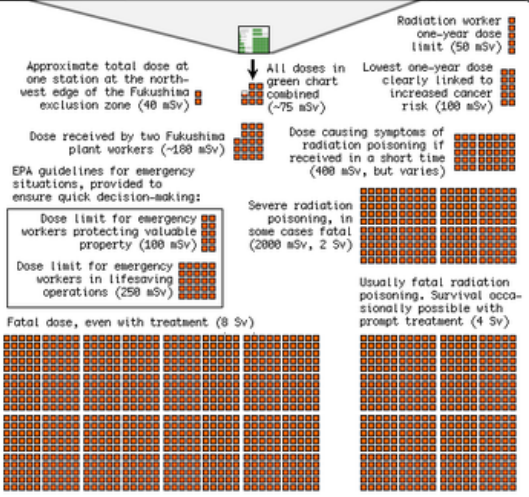 Radiation worker
one-year dose
limit (50 mSv)
Approximate total dose at
one station at the north-
west edge of the Fukushima
exclusion zone (40 mSv)
All doses in
green chart
combined
(~75 mSv)
Lowest one-year dose
clearly linked to
increased cancer
risk (100 mSv)
Dose received by two Fukushima
plant workers (~180 mSv)
Dose causing symptoms of
radiation poisoning if
received in a short time
(400 mSv, but varies)
EPA guidelines for emergency
situations, provided to
ensure quick decision-making:
Dose limit for emergency
workers protecting valuable
property (100 mSv)
Dose limit for emergency
workers in lifesaving
operations (250 mSv)
Severe radiation
poisoning, in
some cases fatal
(2000 mSv, 2 Sv)
Usually fatal radiation
poisoning. Survival occa-
sionally possible with
prompt treatment (4 Sv)
Fatal dose, even with treatment (8 Sv)